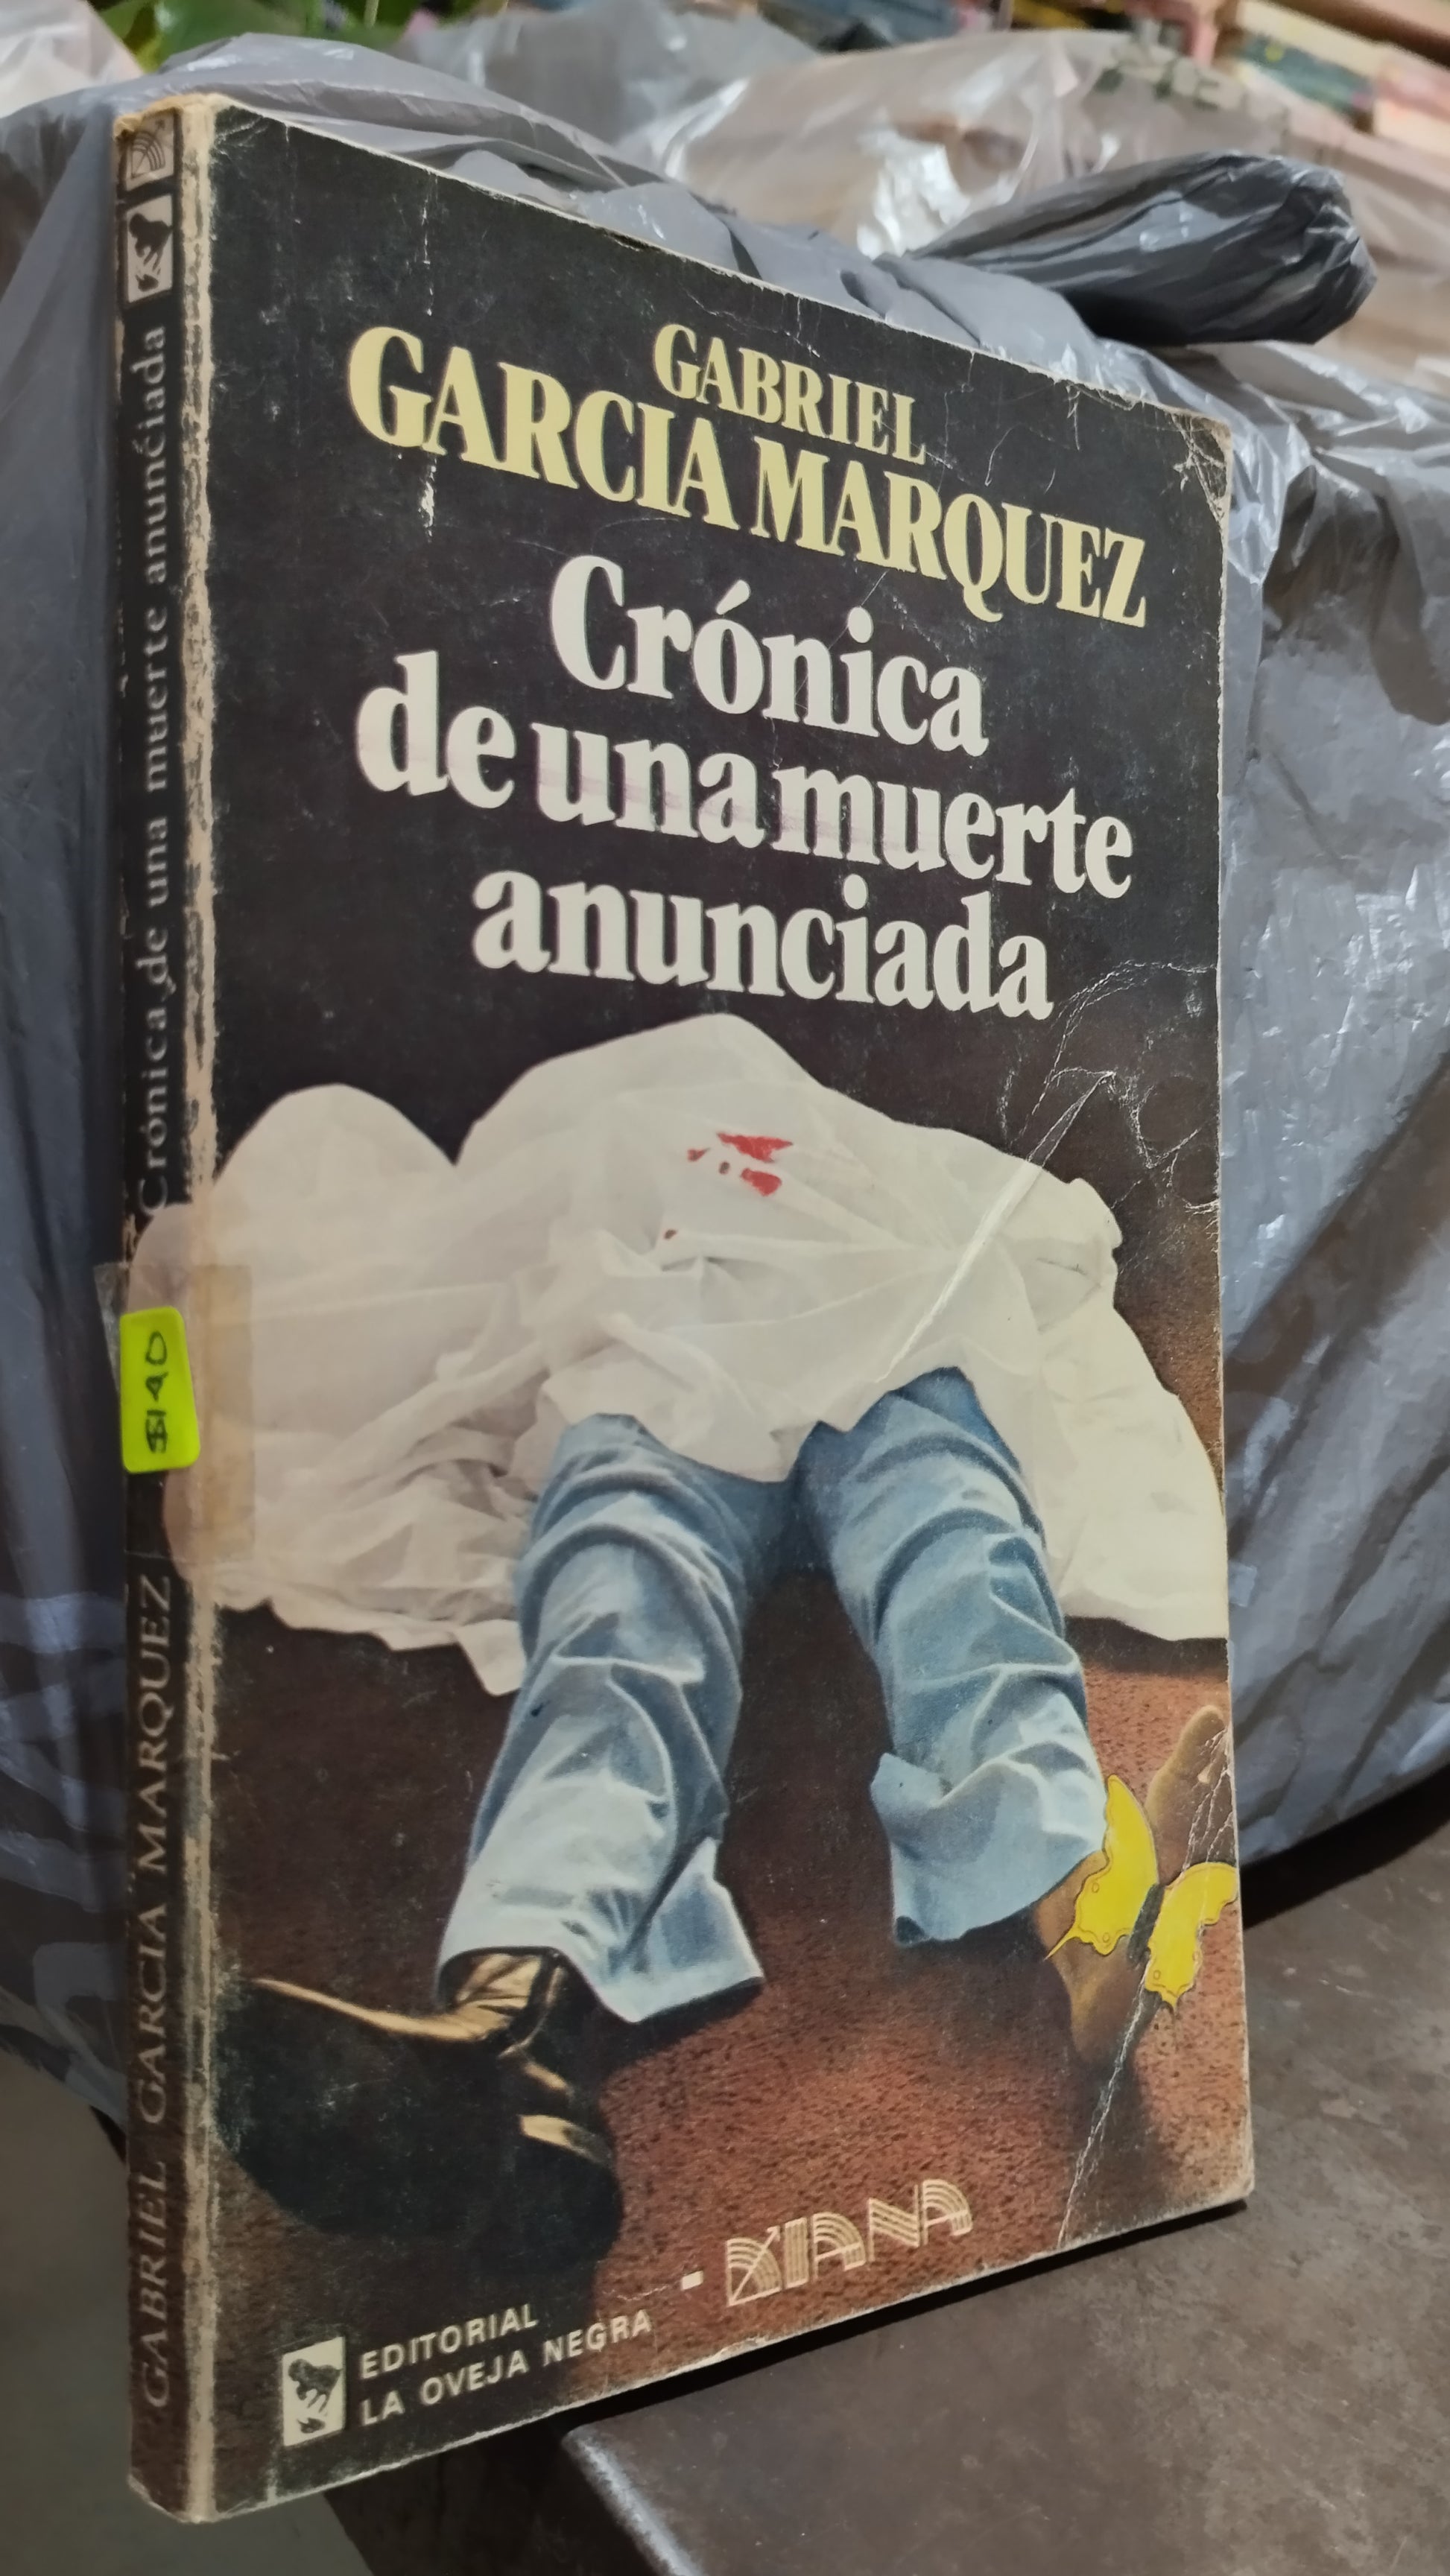 GABRIEL
GARCIA MARQUEZ
Crónica
de una muerte
anunciada
EDITORIAL
LA OVEJA NEGRA
- DIANA
Crónica de una muerte anunciada
$140
GABRIEL GARCIA MARQUEZ